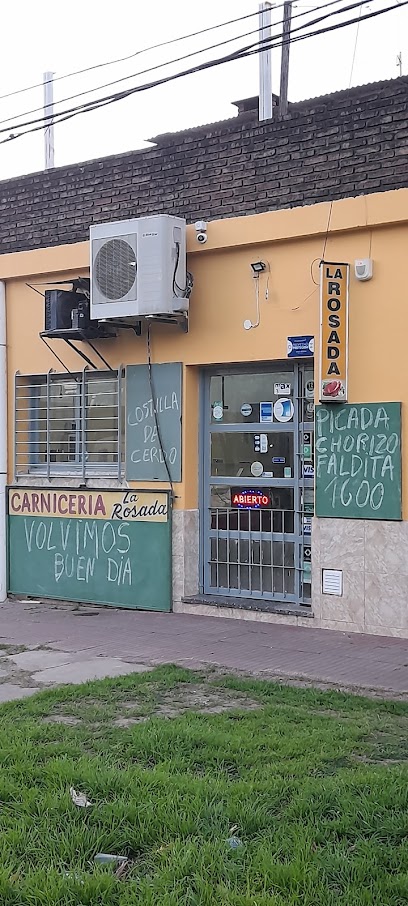 LA ROSADA
COSTILLA
DE
CERDO
PICADA
CHORIZO
FALDITA
1600
ABIERTO
CARNICERIA La Rosada
VOLVIMOS
BUEN DIA